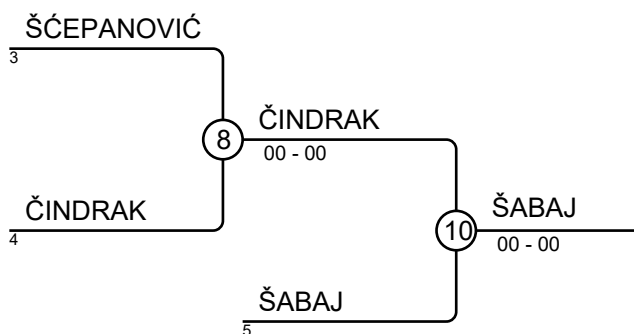 ŠĆEPANOVIĆ
3
8
ČINDRAK
00 - 00
ČINDRAK
4
10
ŠABAJ
00 - 00
ŠABAJ
5